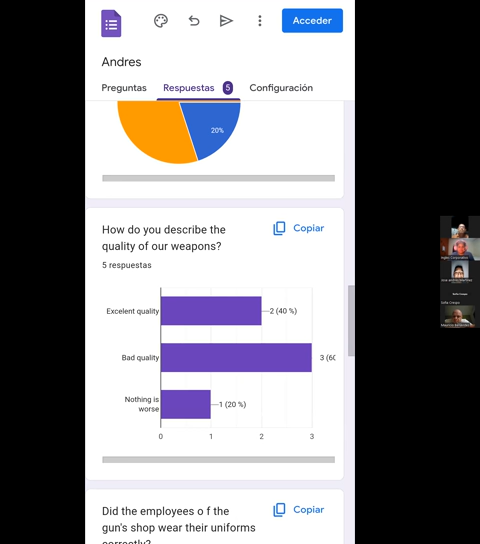 Acceder
Andres
Preguntas
Respuestas 5
Configuración
20%
How do you describe the
quality of our weapons?
Copiar
5 respuestas
Excelent quality
2 (40 %)
Bad quality
3 (60
Nothing is
worse
1 (20 %)
0 1 2 3
Did the employees o f the
gun's shop wear their uniforms
correctly?
Copiar